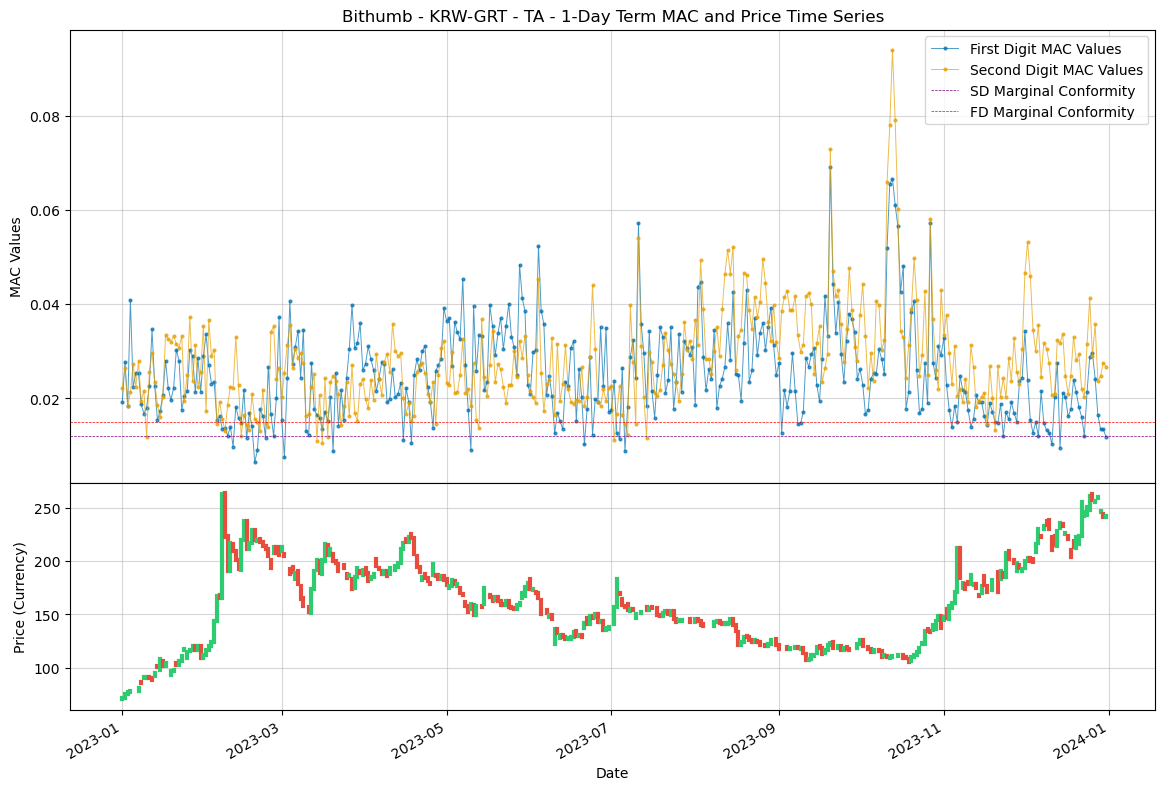 Bithumb - KRW-GRT - TA - 1-Day Term MAC and Price Time Series
First Digit MAC Values
Second Digit MAC Values
SD Marginal Conformity
FD Marginal Conformity
MAC Values
0.08
0.06
0.04
0.02
Price (Currency)
250
200
150
100
2023-01
2023-03
2023-05
2023-07
2023-09
2023-11
2024-01
Date